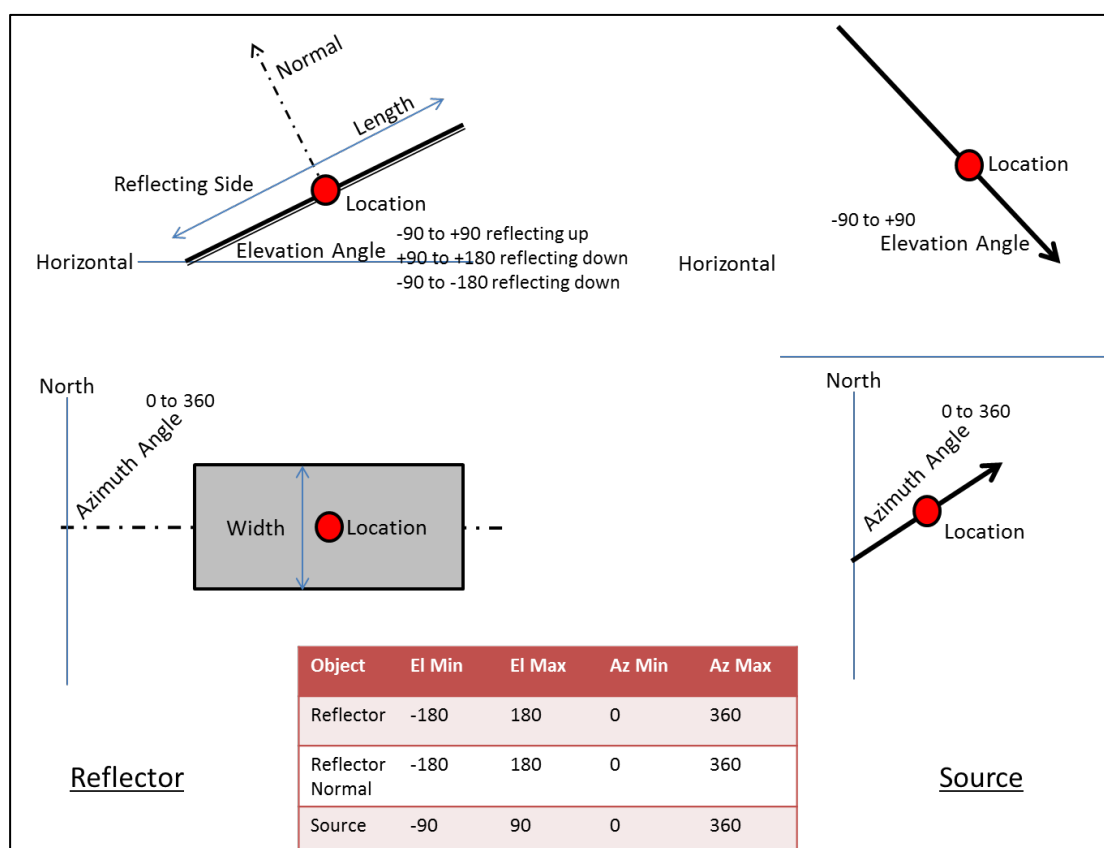 Normal
Length
Reflecting Side
Location
Elevation Angle
-90 to +90 reflecting up
+90 to +180 reflecting down
-90 to -180 reflecting down
Horizontal
Location
-90 to +90
Elevation Angle
Horizontal
North
0 to 360
Azimuth Angle
Width
Location
North
0 to 360
Azimuth Angle
Location
Object El Min El Max Az Min Az Max
Reflector -180 180 0 360
Reflector -180 180 0 360
Normal
Source -90 90 0 360
Reflector
Source